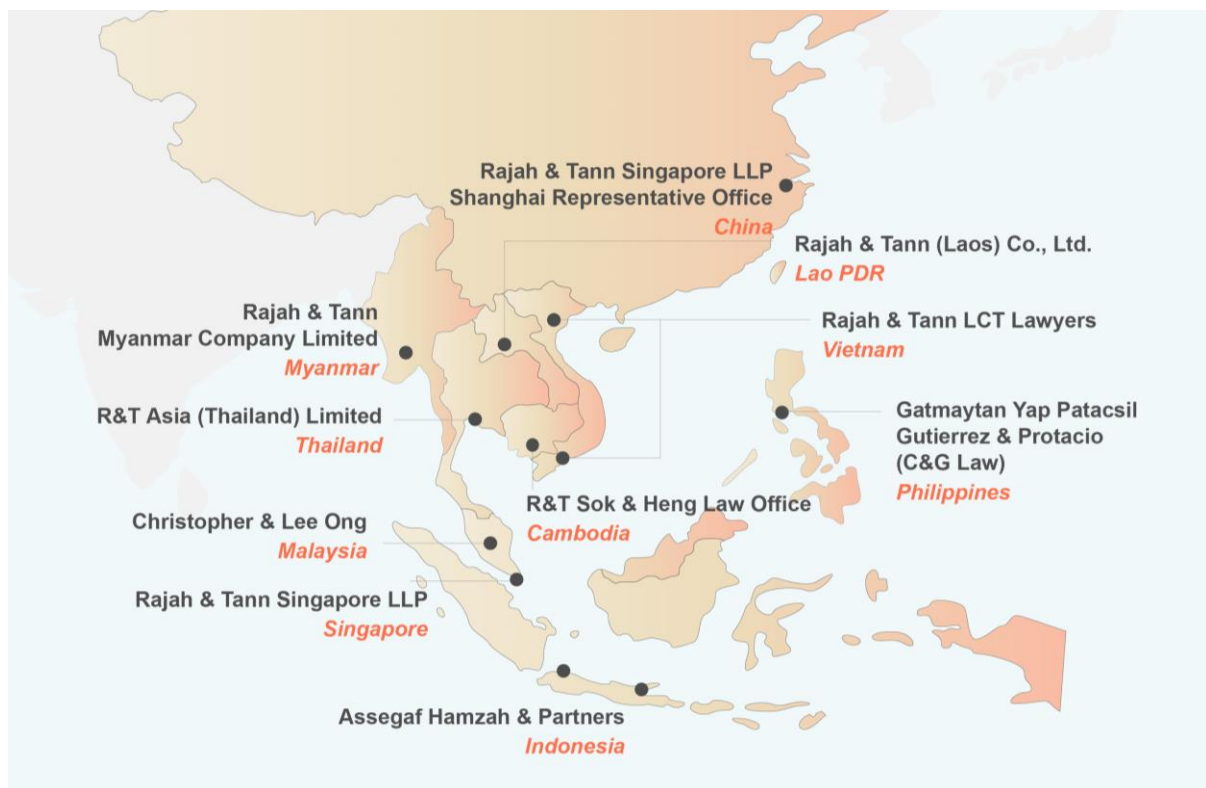 Rajah & Tann Singapore LLP
Shanghai Representative Office
China
Rajah & Tann (Laos) Co., Ltd.
Lao PDR
Rajah & Tann
Myanmar Company Limited
Myanmar
Rajah & Tann LCT Lawyers
Vietnam
R&T Asia (Thailand) Limited
Thailand
Gatmaytan Yap Patacsil
Gutierrez & Protacio
(C&G Law)
Philippines
R&T Sok & Heng Law Office
Cambodia
Christopher & Lee Ong
Malaysia
Rajah & Tann Singapore LLP
Singapore
Assegaf Hamzah & Partners
Indonesia